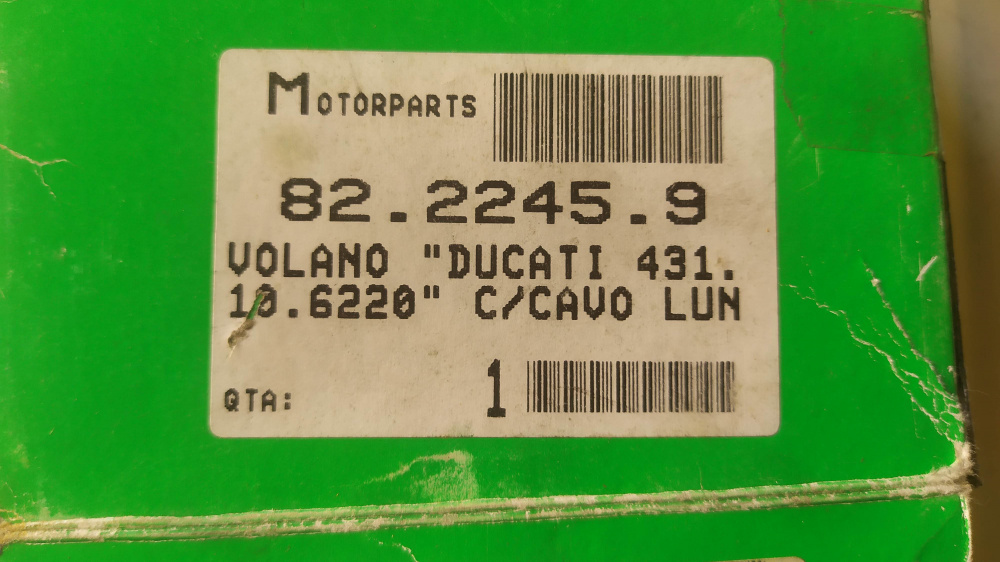 MOTORPARTS
82.2245.9
VOLANO "DUCATI 431.
10.6220" C/CAVO LUN
QTA: 1